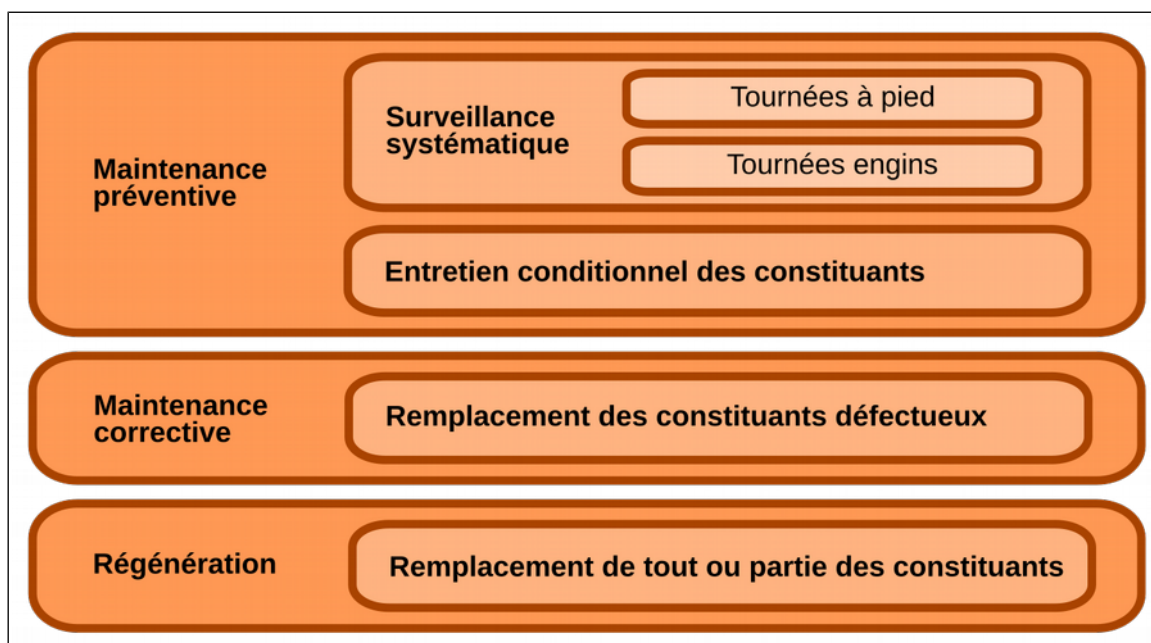 Maintenance
préventive
Surveillance
systématique
Tournées à pied
Tournées engins
Entretien conditionnel des constituants
Maintenance
corrective
Remplacement des constituants défectueux
Régénération
Remplacement de tout ou partie des constituants